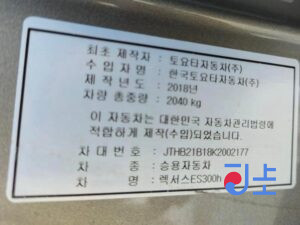 최초 제작자 : 토요타자동차(주)
수 입 자 명 : 한국토요타자동차(주)
제 작 년 도 : 2018년
차량 총중량 : 2040 kg
이 자동차는 대한민국 자동차관리법령에
적합하게 제작(수입)되었습니다.
차 대 번 호 : JTHB21B18K2002177
차 종 : 승용자동차
차 명 : 렉서스ES300h